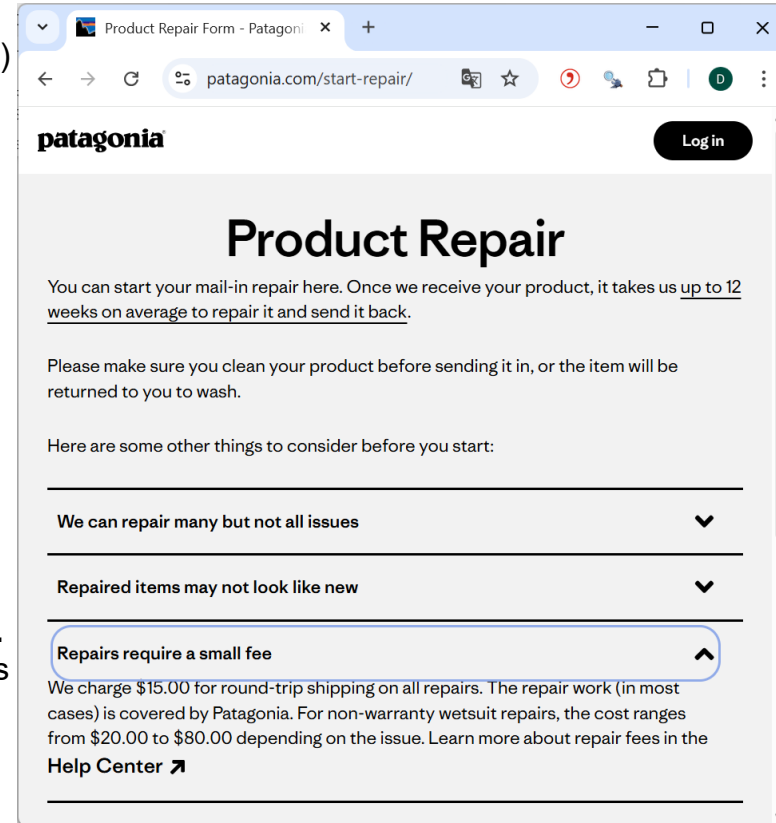 Product Repair Form - Patagoni
)
patagonia.com/start-repair/
D
patagonia
Log in
Product Repair
You can start your mail-in repair here. Once we receive your product, it takes us up to 12
weeks on average to repair it and send it back.
Please make sure you clean your product before sending it in, or the item will be
returned to you to wash.
Here are some other things to consider before you start:
We can repair many but not all issues
Repaired items may not look like new
.
Repairs require a small fee
s
We charge $15.00 for round-trip shipping on all repairs. The repair work (in most
cases) is covered by Patagonia. For non-warranty wetsuit repairs, the cost ranges
from $20.00 to $80.00 depending on the issue. Learn more about repair fees in the
Help Center